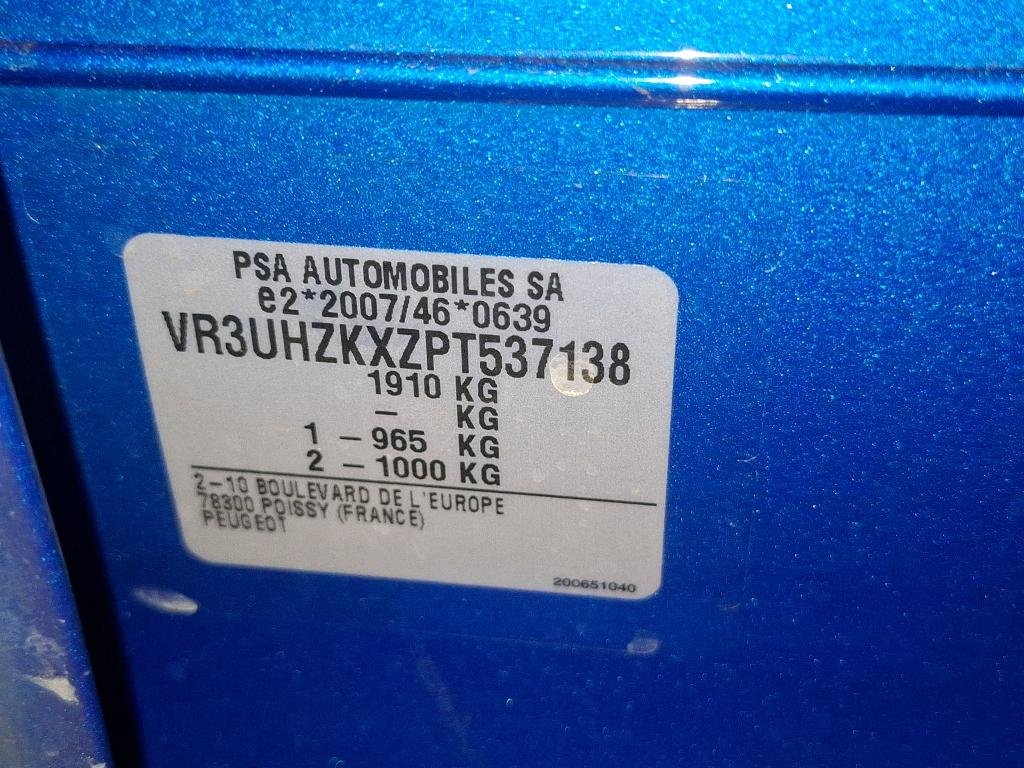 PSA AUTOMOBILES SA
e2*2007/46*0639
VR3UHZKXZPT537138
1910 KG
– KG
1 – 965 KG
2 – 1000 KG
2–10 BOULEVARD DE L'EUROPE
78300 POISSY (FRANCE)
PEUGEOT
200651040